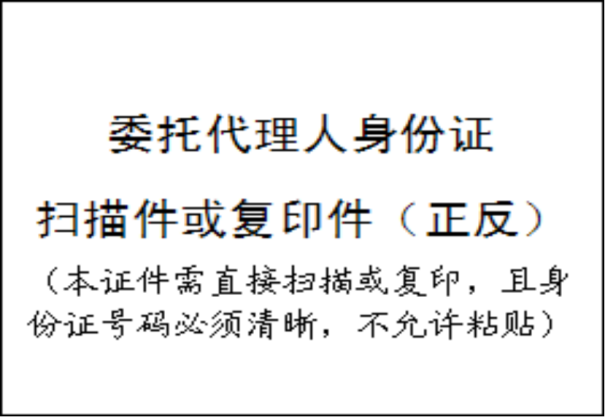 委托代理人身份证
扫描件或复印件（正反）
（本证件需直接扫描或复印，且身
份证号码必须清晰，不允许粘贴）